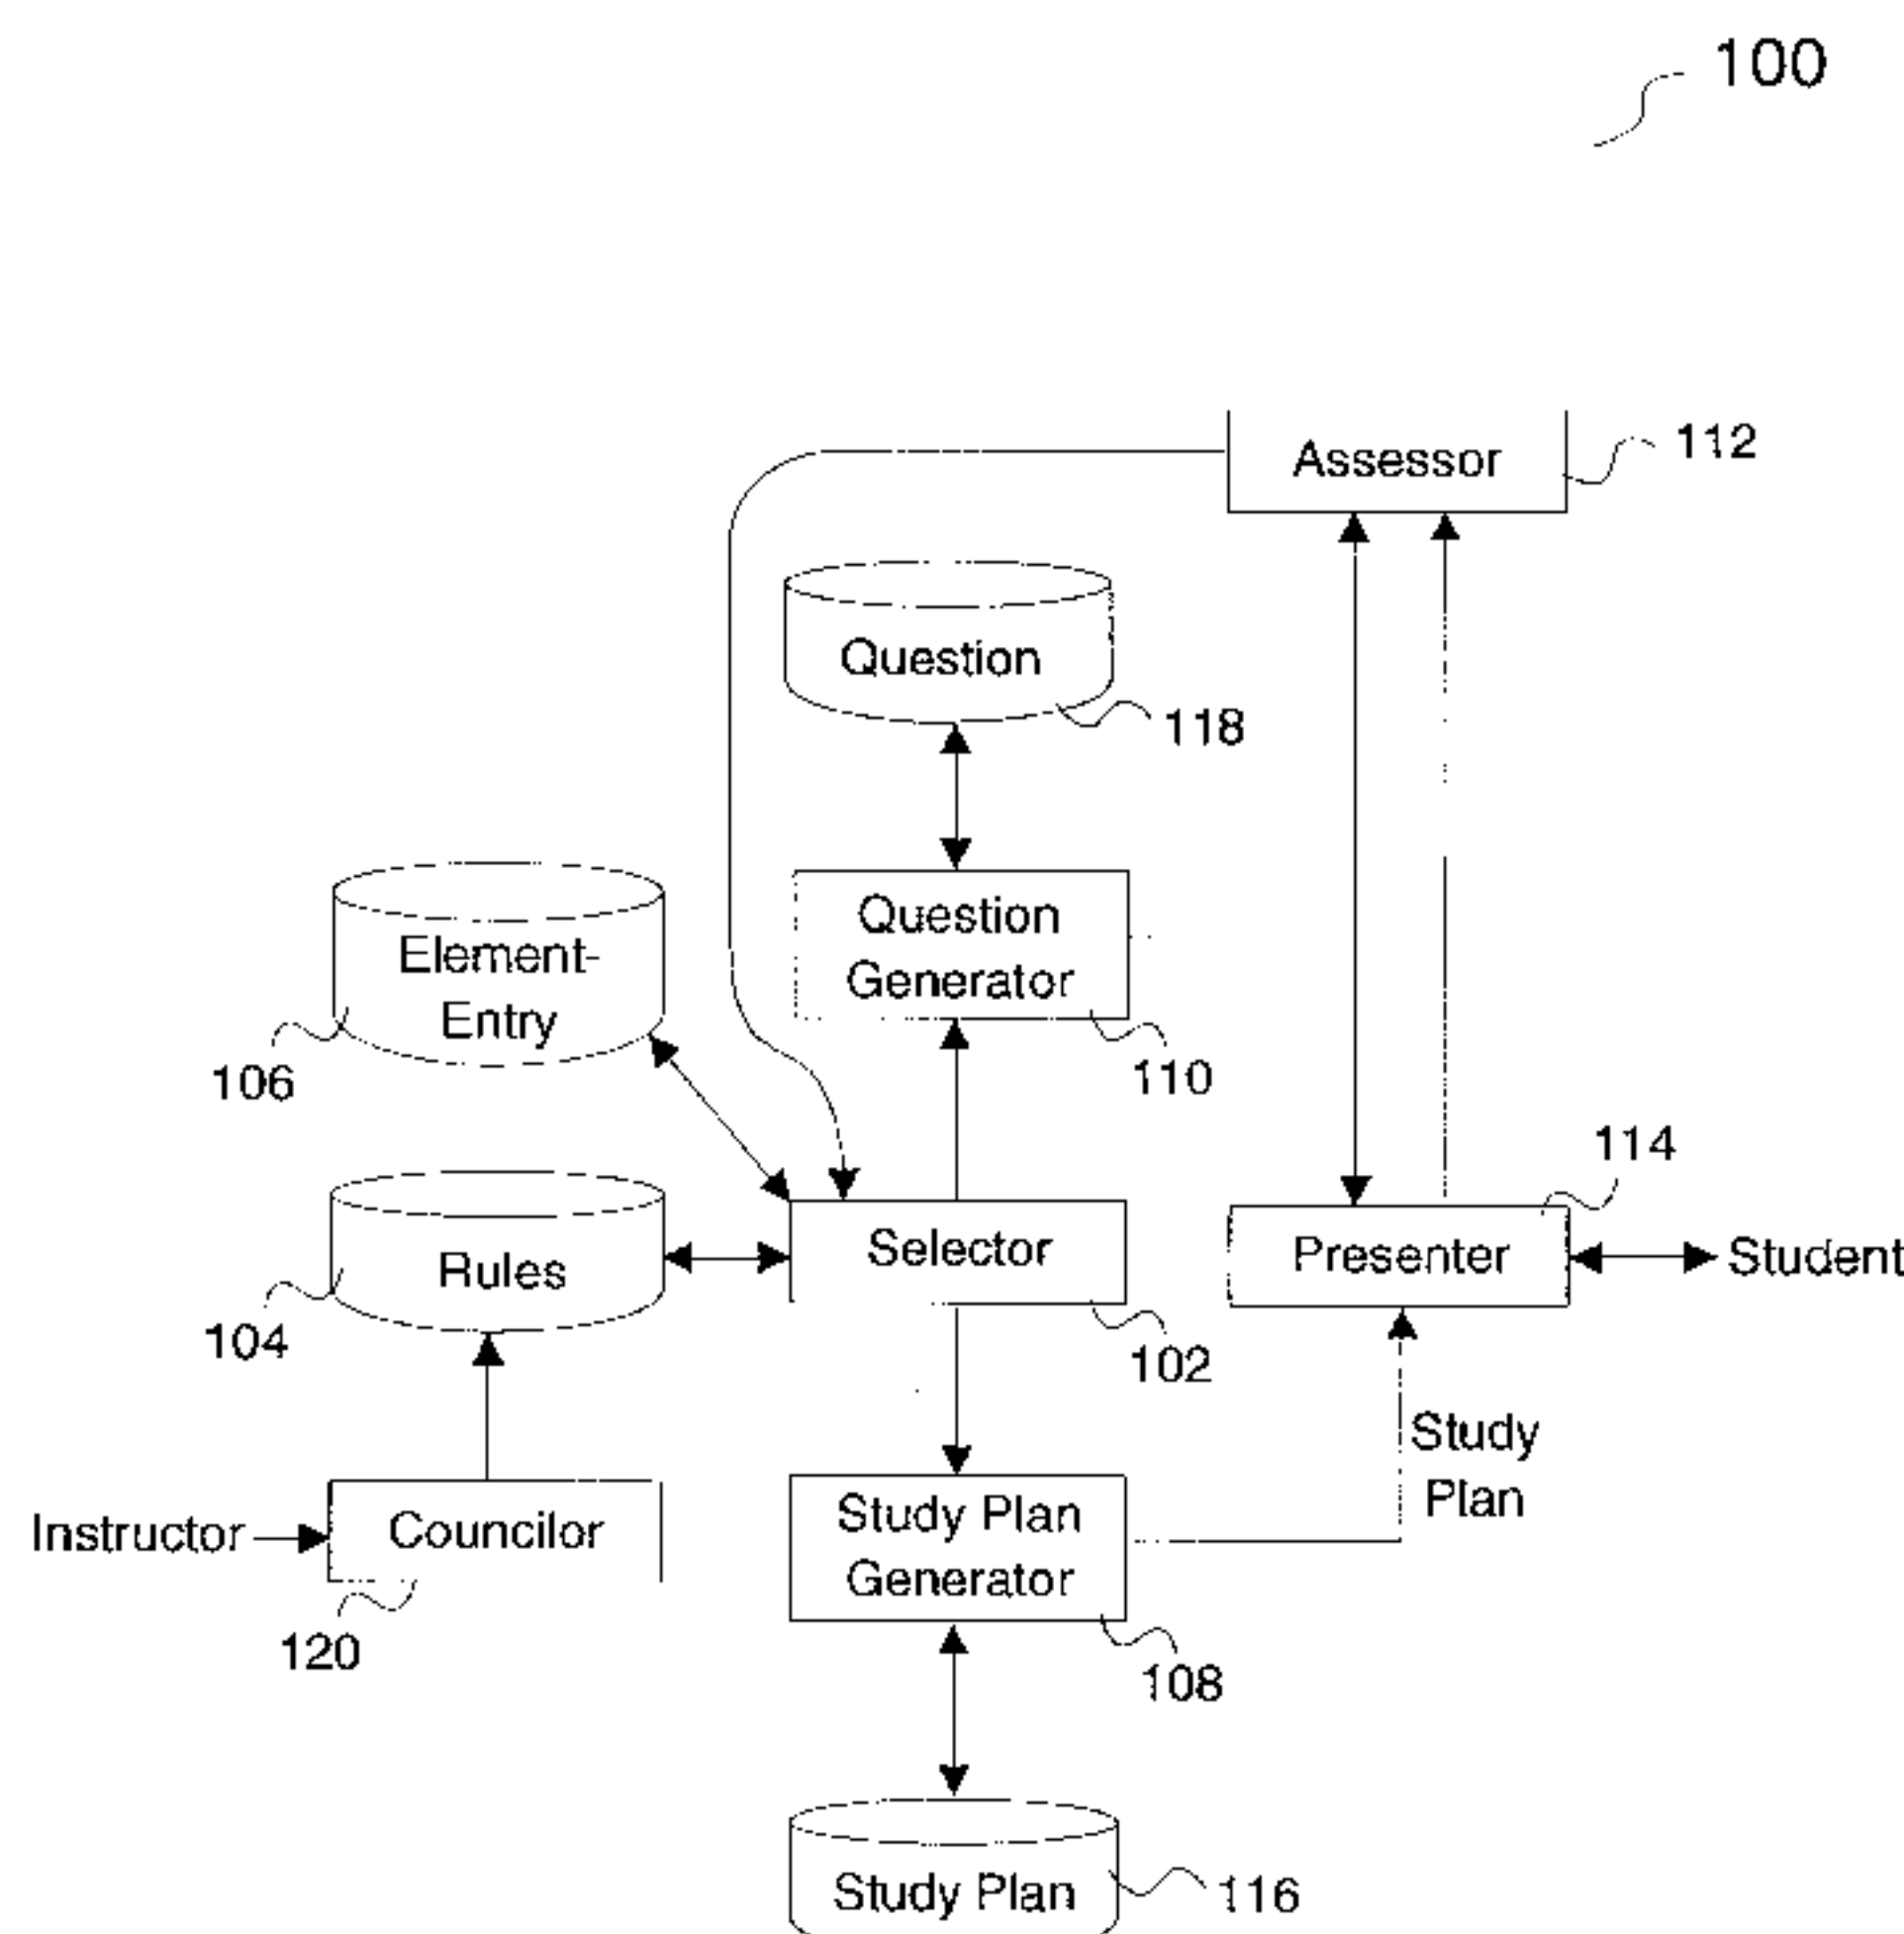 100
Assessor
112
Question
118
Question
Generator
110
Element-
Entry
106
114
Rules
104
Selector
102
Presenter
Student
Study
Plan
Instructor
Councilor
120
Study Plan
Generator
108
Study Plan
116